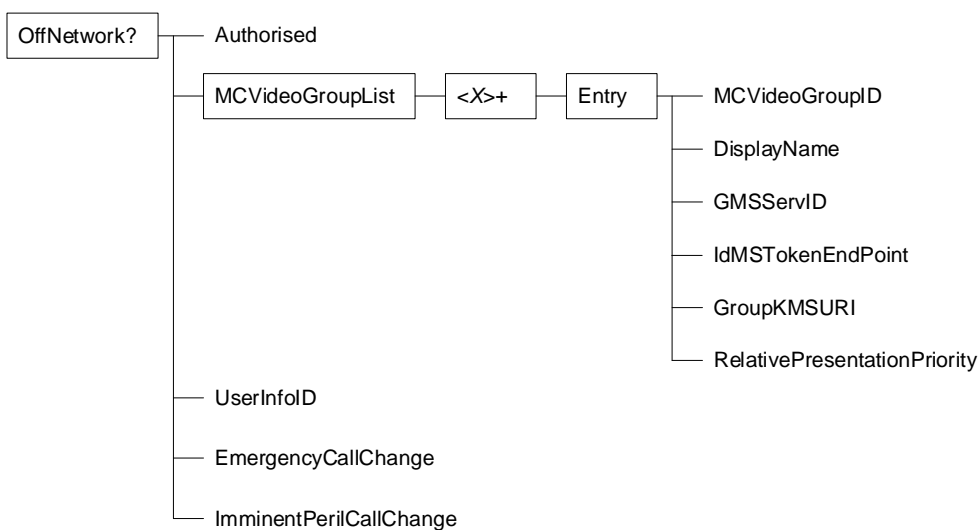 OffNetwork?
Authorised
MCVideoGroupList
<X>+
Entry
MCVideoGroupID
DisplayName
GMSServID
IdMSTokenEndPoint
GroupKMSURI
RelativePresentationPriority
UserInfoID
EmergencyCallChange
ImminentPerilCallChange